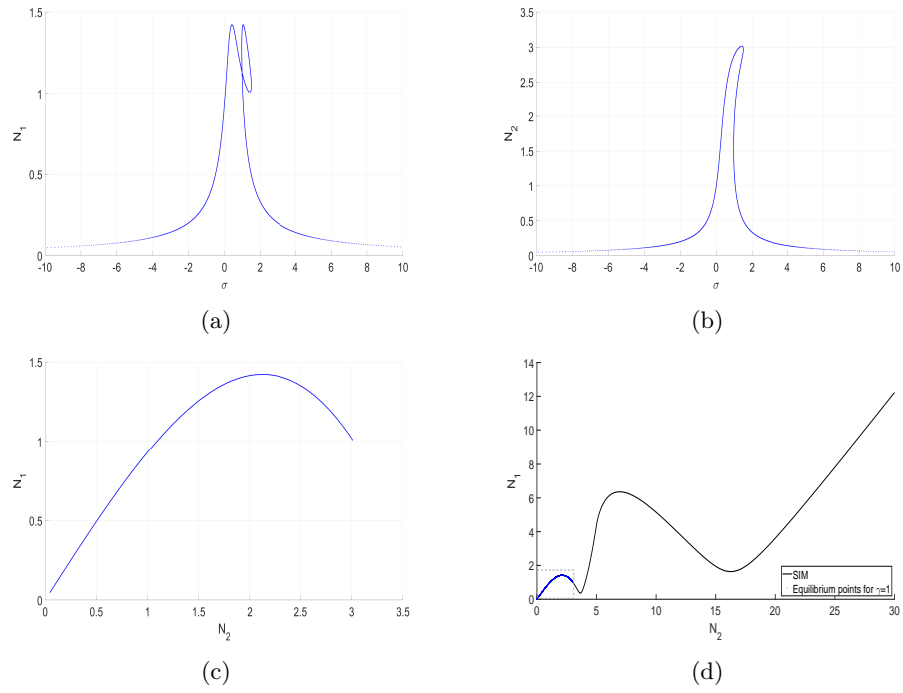 1.5
1
0.5
0
N₁
-10 -8 -6 -4 -2 0 2 4 6 8 10
σ
(a)
3.5
3
2.5
2
1.5
1
0.5
0
N₂
-10 -8 -6 -4 -2 0 2 4 6 8 10
σ
(b)
1.5
1
0.5
0
N₁
0 0.5 1 1.5 2 2.5 3 3.5
N₂
(c)
14
12
10
8
6
4
2
0
N₁
SIM
Equilibrium points for γ=1
0 5 10 15 20 25 30
N₂
(d)